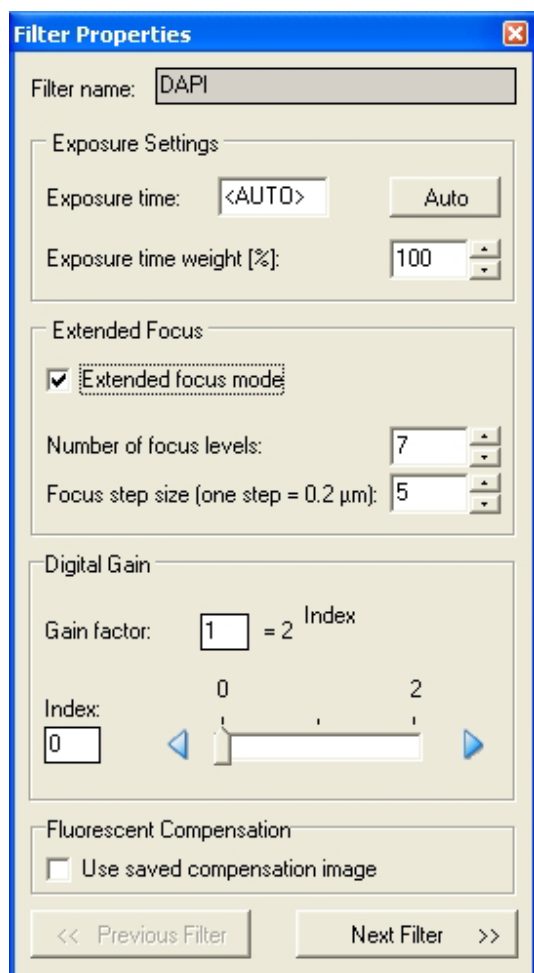 Filter Properties
Filter name: DAPI
Exposure Settings
Exposure time: <AUTO> Auto
Exposure time weight [%]: 100
Extended Focus
Extended focus mode
Number of focus levels: 7
Focus step size (one step = 0.2 µm): 5
Digital Gain
Gain factor: 1 = 2 Index
0 2
Index:
0
Fluorescent Compensation
Use saved compensation image
<< Previous Filter Next Filter >>